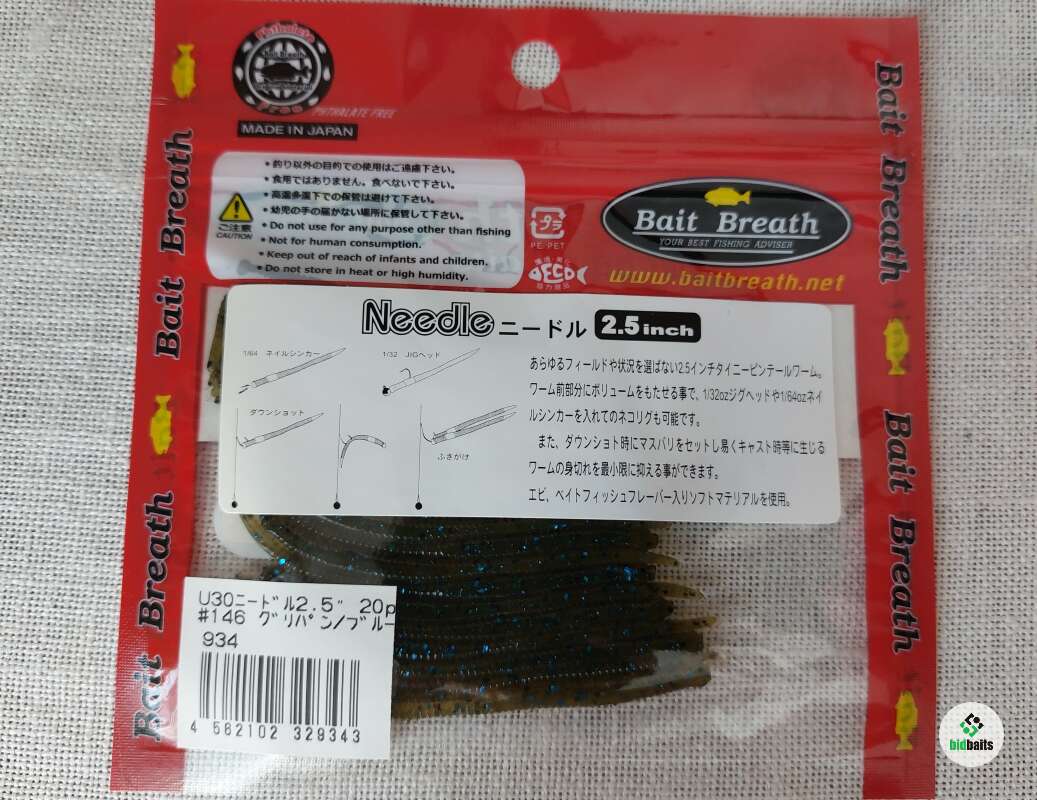 Phthalate
Bait Breath
Free
PHTHALATE FREE
MADE IN JAPAN
• 釣り以外の目的での使用はご遠慮下さい。
• 食用ではありません。食べないで下さい。
• 高温多湿下での保管は避けて下さい。
• 幼児の手の届かない場所に保管して下さい。
• Do not use for any purpose other than fishing
• Not for human consumption.
• Keep out of reach of infants and children.
• Do not store in heat or high humidity.
ご注意
CAUTION
プラ
PE·PET
ECO
Bait Breath
YOUR BEST FISHING ADVISER
www.baitbreath.net
Bait Breath
Bait Breath
Bait Breath
Bait Breath
Needle ニードル 2.5inch
1/64 ネイルシンカー
1/32 JIGヘッド
ダウンショット
ふさがけ
あらゆるフィールドや状況を選ばない2.5インチタイニーピンテールワーム。
ワーム前部分にボリュームをもたせる事で、1/32ozジグヘッドや1/64ozネイ
ルシンカーを入れてのネコリグも可能です。
また、ダウンショト時にマスバリをセットし易くキャスト時等に生じる
ワームの身切れを最小限に抑える事ができます。
エビ、ベイトフィッシュフレーバー入りソフトマテリアルを使用。
U30ニードル2.5" 20p
#146 グリパン/ブルー
934
4 582102 329343
bidbaits